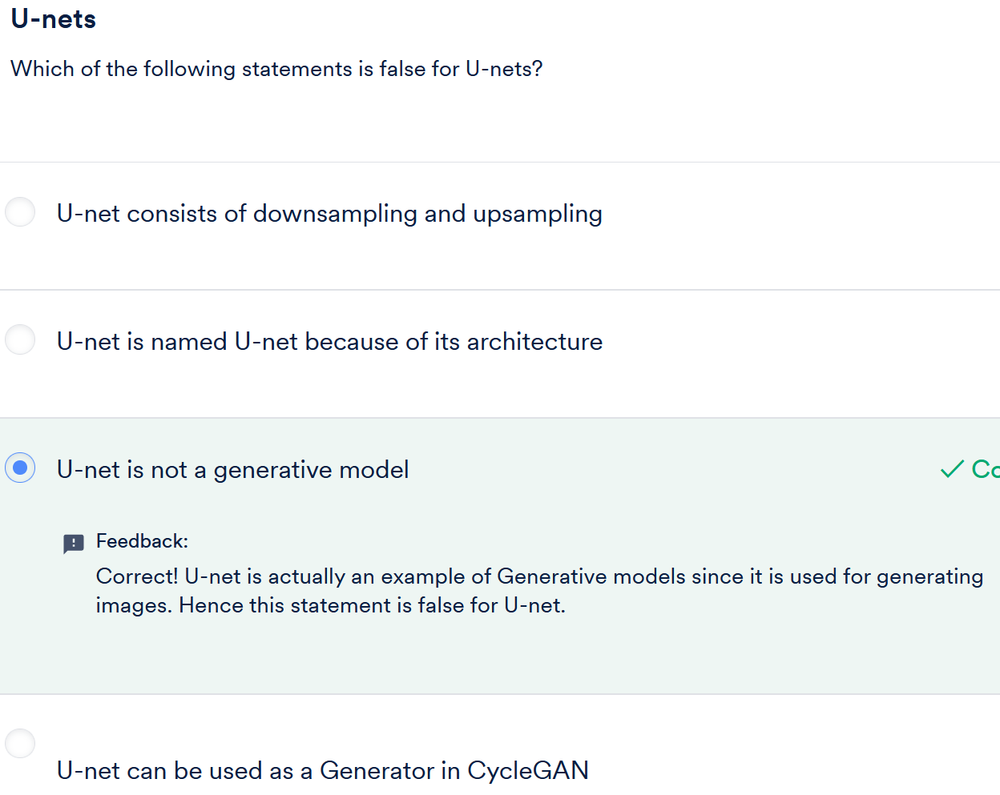 U-nets
Which of the following statements is false for U-nets?
U-net consists of downsampling and upsampling
U-net is named U-net because of its architecture
U-net is not a generative model
Feedback:
Correct! U-net is actually an example of Generative models since it is used for generating
images. Hence this statement is false for U-net.
U-net can be used as a Generator in CycleGAN